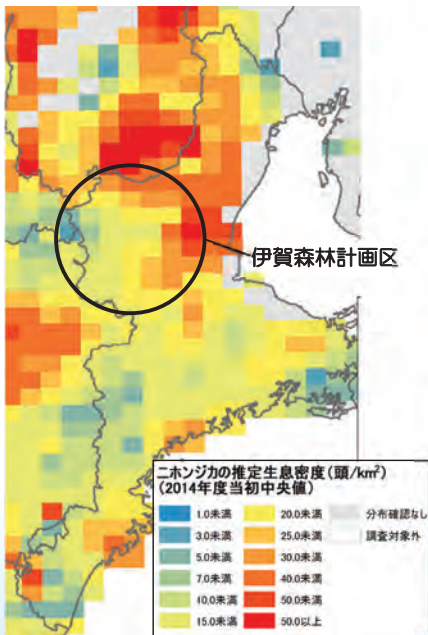 伊賀森林計画区
ニホンジカの推定生息密度(頭/km²)
(2014年度当初中央値)
1.0未満 20.0未満 分布確認なし
3.0未満 25.0未満 調査対象外
5.0未満 30.0未満
7.0未満 40.0未満
10.0未満 50.0未満
15.0未満 50.0以上